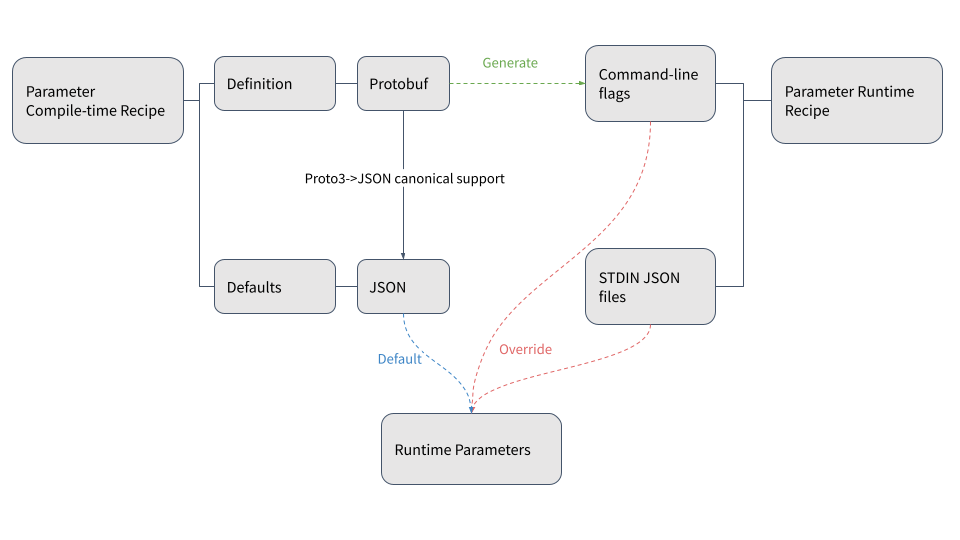 Generate
Parameter
Compile-time Recipe
Definition
Protobuf
Command-line
flags
Parameter Runtime
Recipe
Proto3->JSON canonical support
Defaults
JSON
STDIN JSON
files
Default
Override
Runtime Parameters